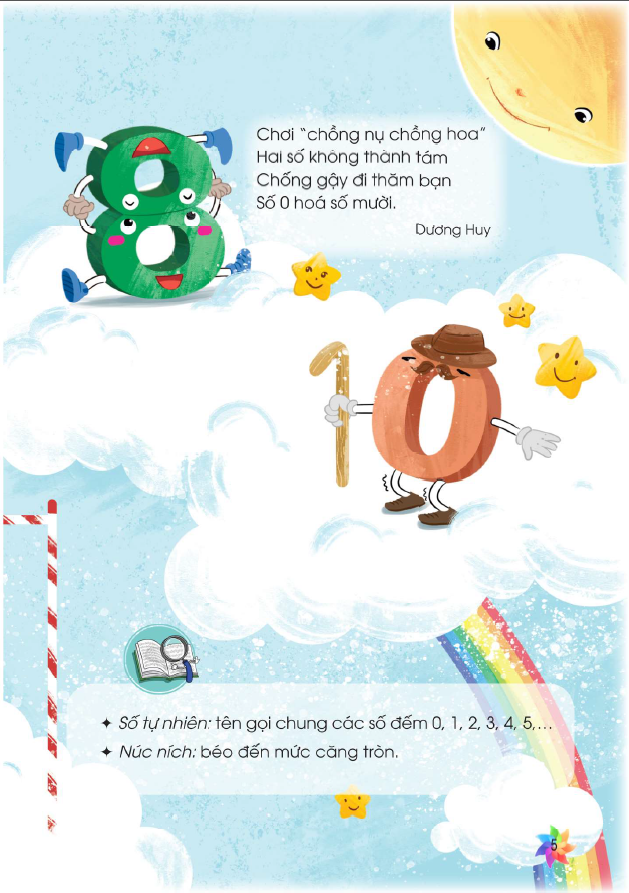 Chơi “chồng nụ chồng hoa”
Hai số không thành tám
Chống gậy đi thăm bạn
Số 0 hoá số mười.
Dương Huy
✦ Số tự nhiên: tên gọi chung các số đếm 0, 1, 2, 3, 4, 5,...
✦ Núc ních: béo đến mức căng tròn.
5